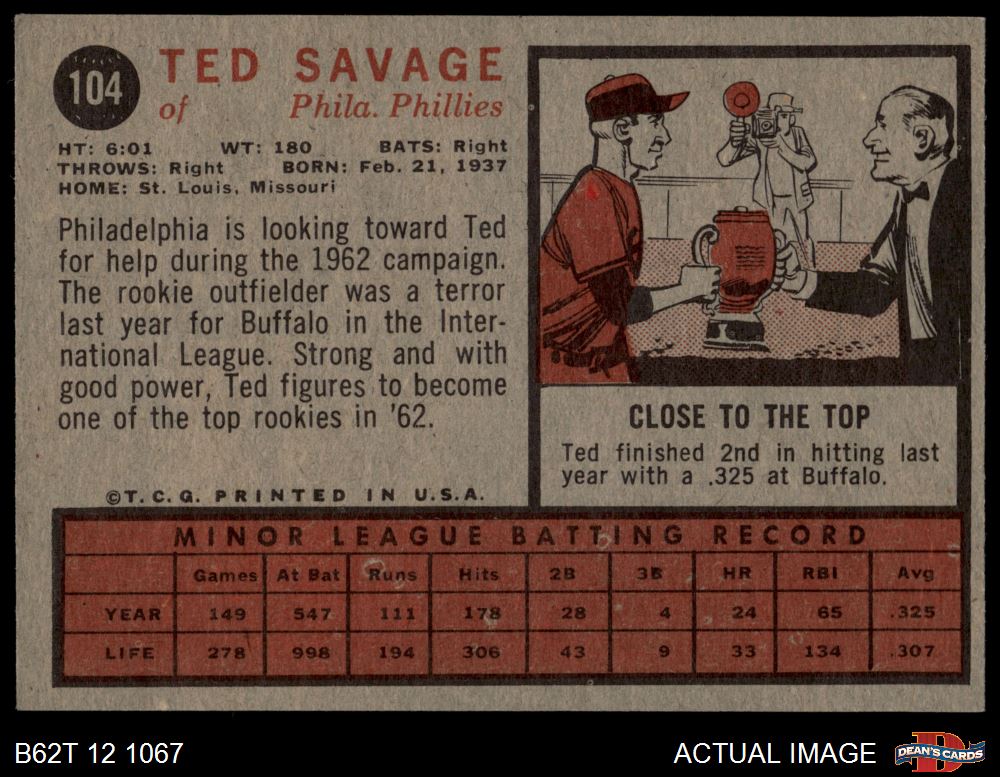 104
TED SAVAGE
of Phila. Phillies
HT: 6:01 WT: 180 BATS: Right
THROWS: Right BORN: Feb. 21, 1937
HOME: St. Louis, Missouri
Philadelphia is looking toward Ted
for help during the 1962 campaign.
The rookie outfielder was a terror
last year for Buffalo in the Inter-
national League. Strong and with
good power, Ted figures to become
one of the top rookies in '62.
©T.C.G. PRINTED IN U.S.A.
CLOSE TO THE TOP
Ted finished 2nd in hitting last
year with a .325 at Buffalo.
MINOR LEAGUE BATTING RECORD
Games At Bat Runs Hits 2B 3B HR RBI Avg
YEAR 149 547 111 178 28 4 24 65 .325
LIFE 278 998 194 306 43 9 33 134 .307
B62T 12 1067
ACTUAL IMAGE
D
DEAN'S CARDS